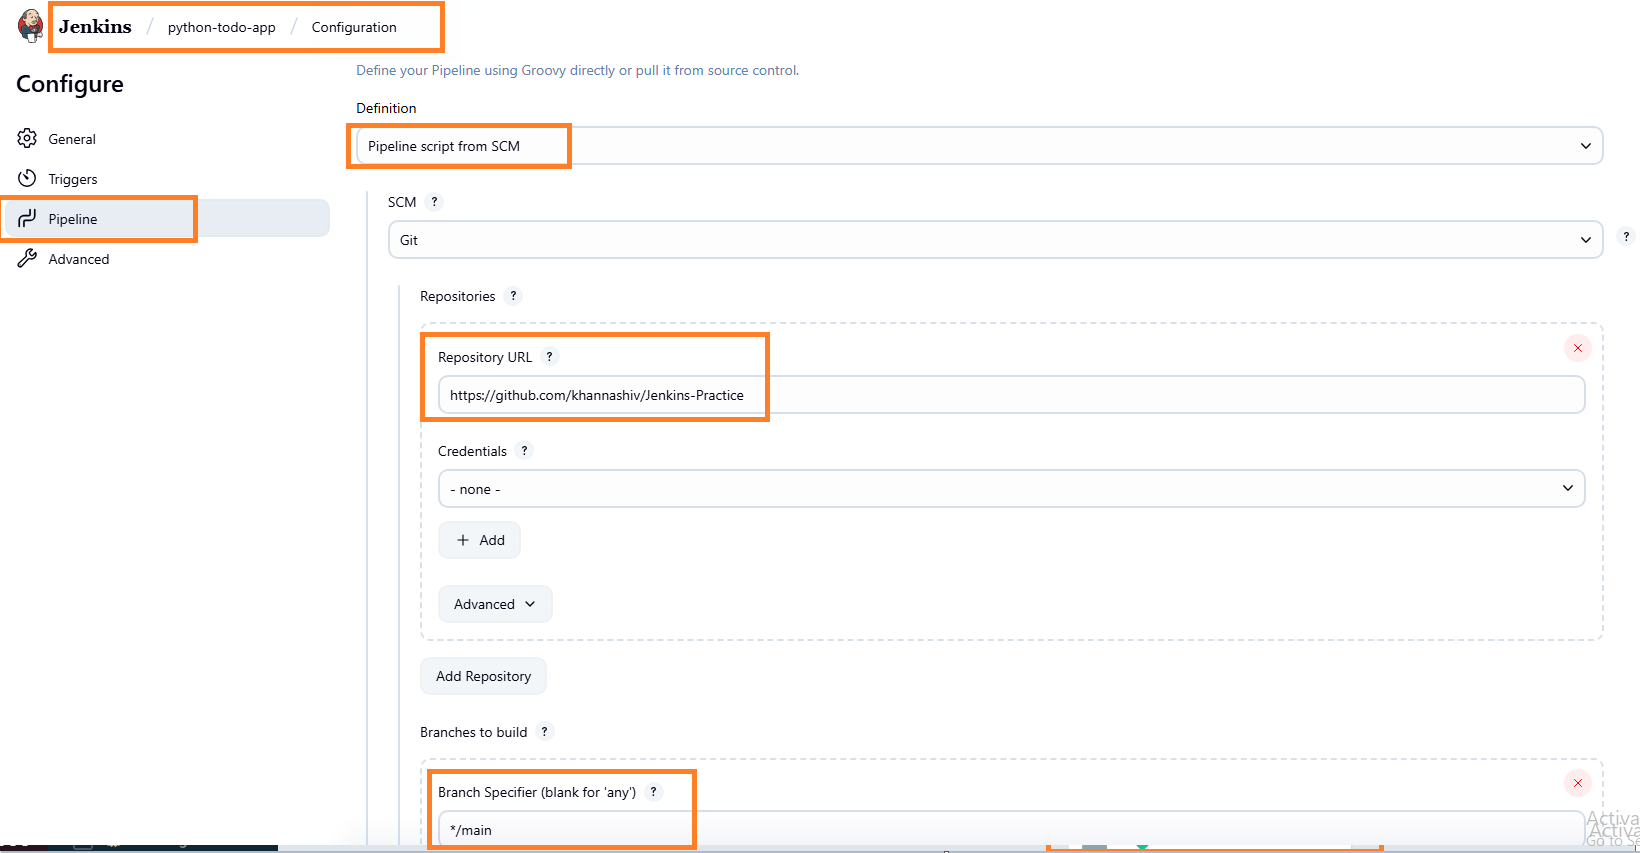 Jenkins / python-todo-app / Configuration
Configure
General
Triggers
Pipeline
Advanced
Define your Pipeline using Groovy directly or pull it from source control.
Definition
Pipeline script from SCM
SCM ?
Git
?
Repositories ?
Repository URL ?
https://github.com/khannashiv/Jenkins-Practice
Credentials ?
- none -
+ Add
Advanced
Add Repository
Branches to build ?
Branch Specifier (blank for 'any') ?
*/main
Activa
Activa
Go to Se